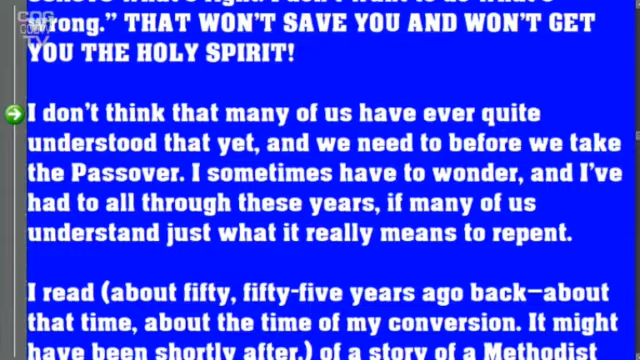 COG
TV
wrong.” THAT WON’T SAVE YOU AND WON’T GET
YOU THE HOLY SPIRIT!
I don’t think that many of us have ever quite
understood that yet, and we need to before we take
the Passover. I sometimes have to wonder, and I’ve
had to all through these years, if many of us
understand just what it really means to repent.
I read (about fifty, fifty-five years ago back—about
that time, about the time of my conversion. It might
have been shortly after.) of a story of a Methodist